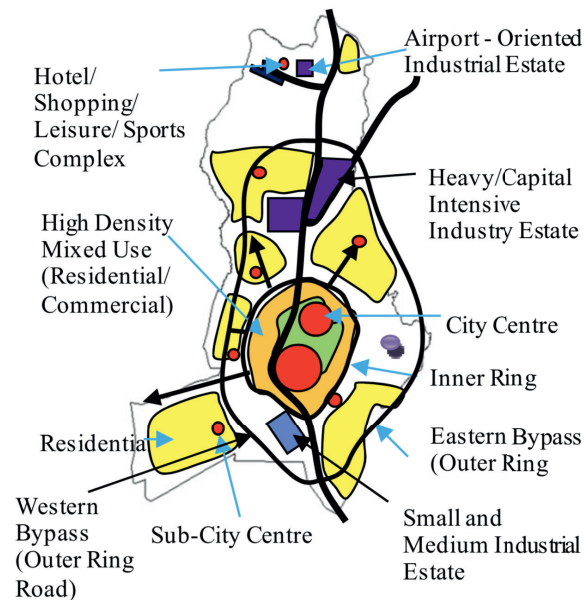 Airport - Oriented
Industrial Estate
Hotel/
Shopping/
Leisure/ Sports
Complex
Heavy/Capital
Intensive
Industry Estate
High Density
Mixed Use
(Residential/
Commercial)
City Centre
Inner Ring
Residentia
Eastern Bypass
(Outer Ring
Western
Bypass
(Outer Ring
Road)
Sub-City Centre
Small and
Medium Industrial
Estate